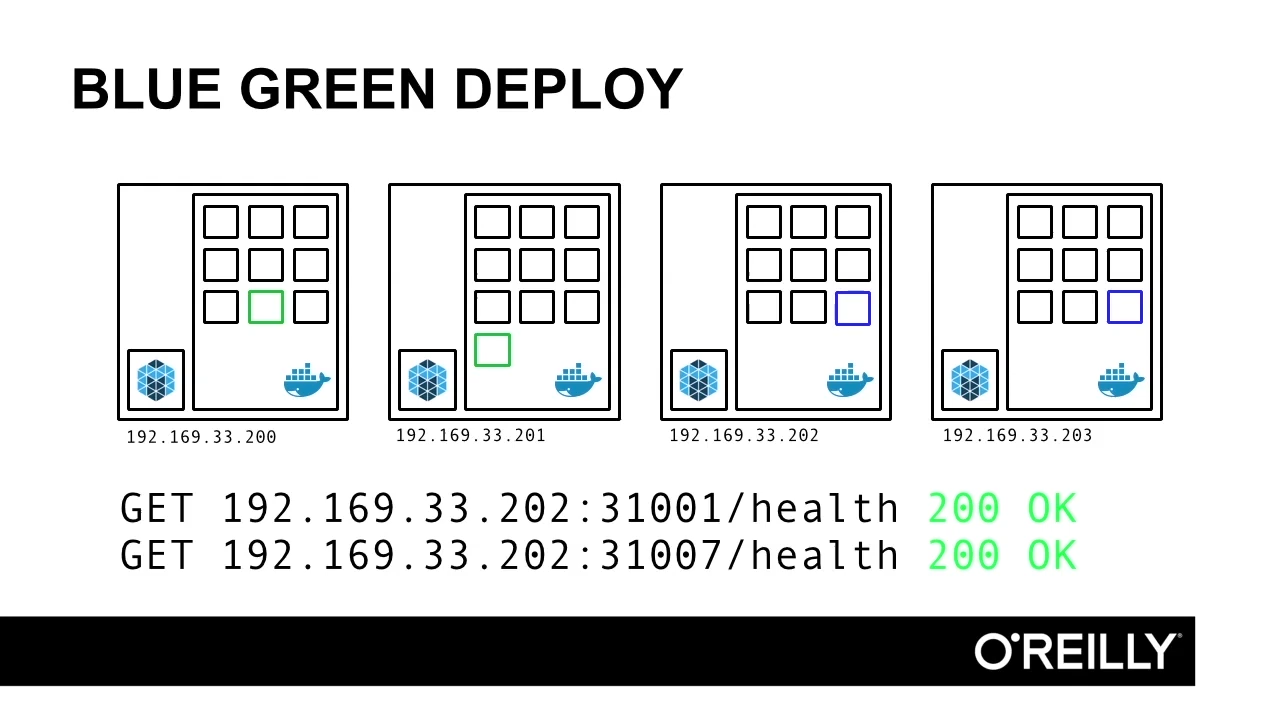 BLUE GREEN DEPLOY
192.169.33.200
192.169.33.201
192.169.33.202
192.169.33.203
GET 192.169.33.202:31001/health 200 OK
GET 192.169.33.202:31007/health 200 OK
O'REILLY®